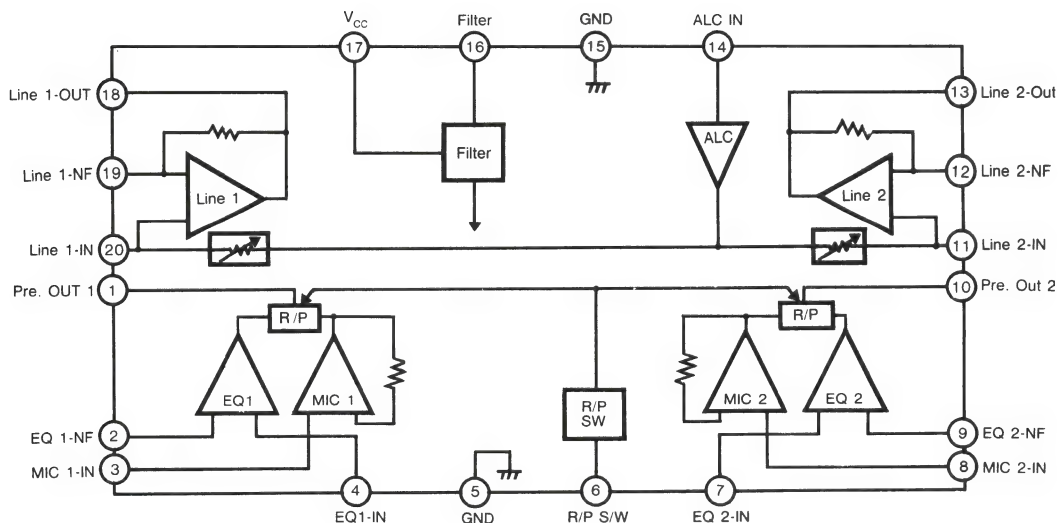 VCC
Filter
GND
ALC IN
17
16
15
14
Line 1-OUT
18
13
Line 2-Out
Line 1-NF
19
Filter
ALC
12
Line 2-NF
Line 1
Line 2
Line 1-IN
20
11
Line 2-IN
Pre. OUT 1
1
10
Pre. Out 2
R/P
R/P
EQ1
MIC 1
R/P
SW
MIC 2
EQ 2
EQ 1-NF
2
9
EQ 2-NF
MIC 1-IN
3
8
MIC 2-IN
4
5
6
7
EQ1-IN
GND
R/P S/W
EQ 2-IN